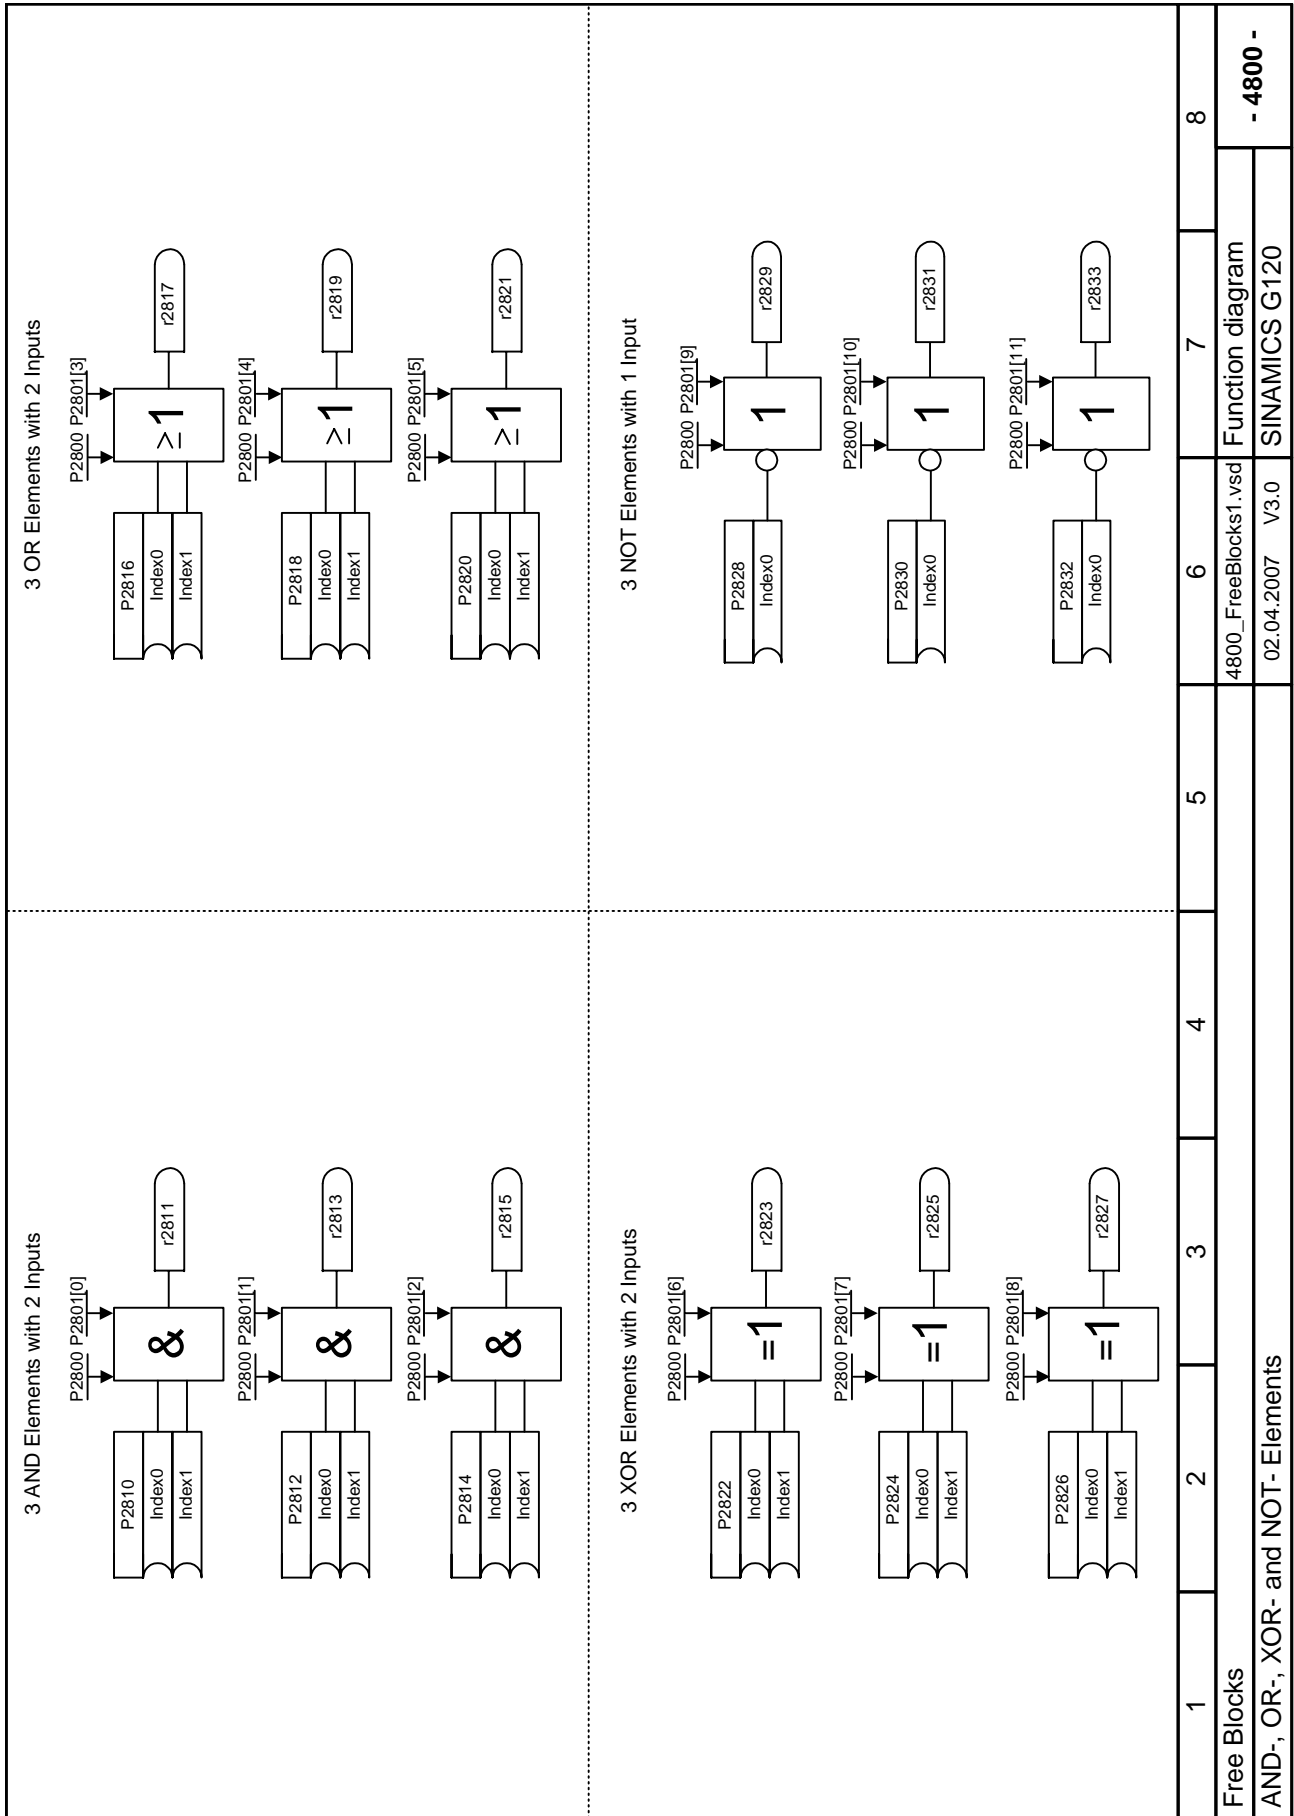 3 AND Elements with 2 Inputs
P2800 P2801[0]
P2810
Index0
Index1
&
r2811
P2800 P2801[1]
P2812
Index0
Index1
&
r2813
P2800 P2801[2]
P2814
Index0
Index1
&
r2815
3 OR Elements with 2 Inputs
P2800 P2801[3]
P2816
Index0
Index1
≥1
r2817
P2800 P2801[4]
P2818
Index0
Index1
≥1
r2819
P2800 P2801[5]
P2820
Index0
Index1
≥1
r2821
3 XOR Elements with 2 Inputs
P2800 P2801[6]
P2822
Index0
Index1
=1
r2823
P2800 P2801[7]
P2824
Index0
Index1
=1
r2825
P2800 P2801[8]
P2826
Index0
Index1
=1
r2827
3 NOT Elements with 1 Input
P2800 P2801[9]
P2828
Index0
1
r2829
P2800 P2801[10]
P2830
Index0
1
r2831
P2800 P2801[11]
P2832
Index0
1
r2833
1 2 3 4 5 6 7 8
Free Blocks 4800_FreeBlocks1.vsd Function diagram
- 4800 -
AND-, OR-, XOR- and NOT- Elements 02.04.2007 V3.0 SINAMICS G120